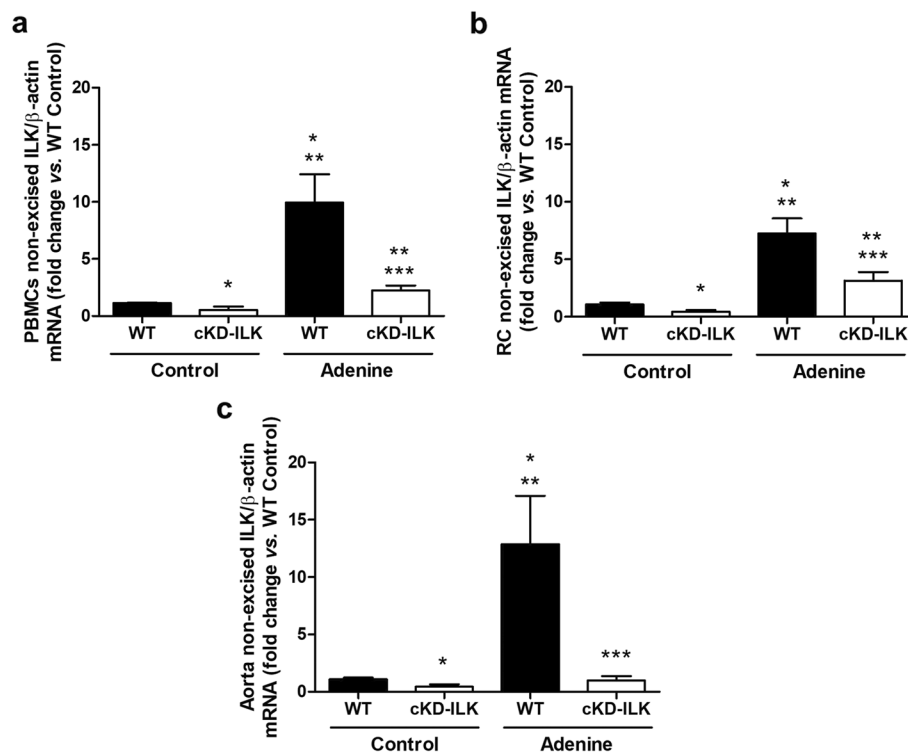 a
PBMCs non-excised ILK/β-actin
mRNA (fold change vs. WT Control)
20
15
10
5
0
*
*
**
**
***
WT
cKD-ILK
WT
cKD-ILK
Control
Adenine
b
RC non-excised ILK/β-actin mRNA
(fold change vs. WT Control)
20
15
10
5
0
*
*
**
**
***
WT
cKD-ILK
WT
cKD-ILK
Control
Adenine
c
Aorta non-excised ILK/β-actin
mRNA (fold change vs. WT Control)
20
15
10
5
0
*
*
**
***
WT
cKD-ILK
WT
cKD-ILK
Control
Adenine